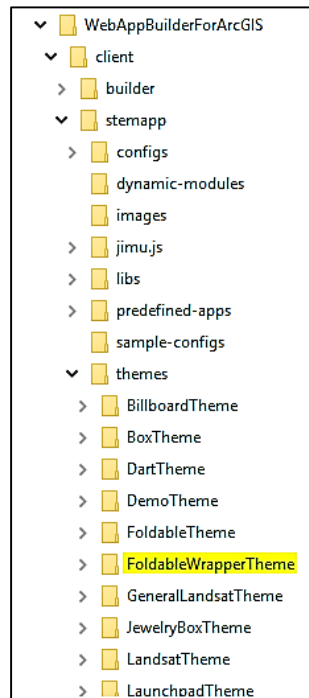 WebAppBuilderForArcGIS
client
builder
stemapp
configs
dynamic-modules
images
jimu.js
libs
predefined-apps
sample-configs
themes
BillboardTheme
BoxTheme
DartTheme
DemoTheme
FoldableTheme
FoldableWrapperTheme
GeneralLandsatTheme
JewelryBoxTheme
LandsatTheme
LaunchpadTheme